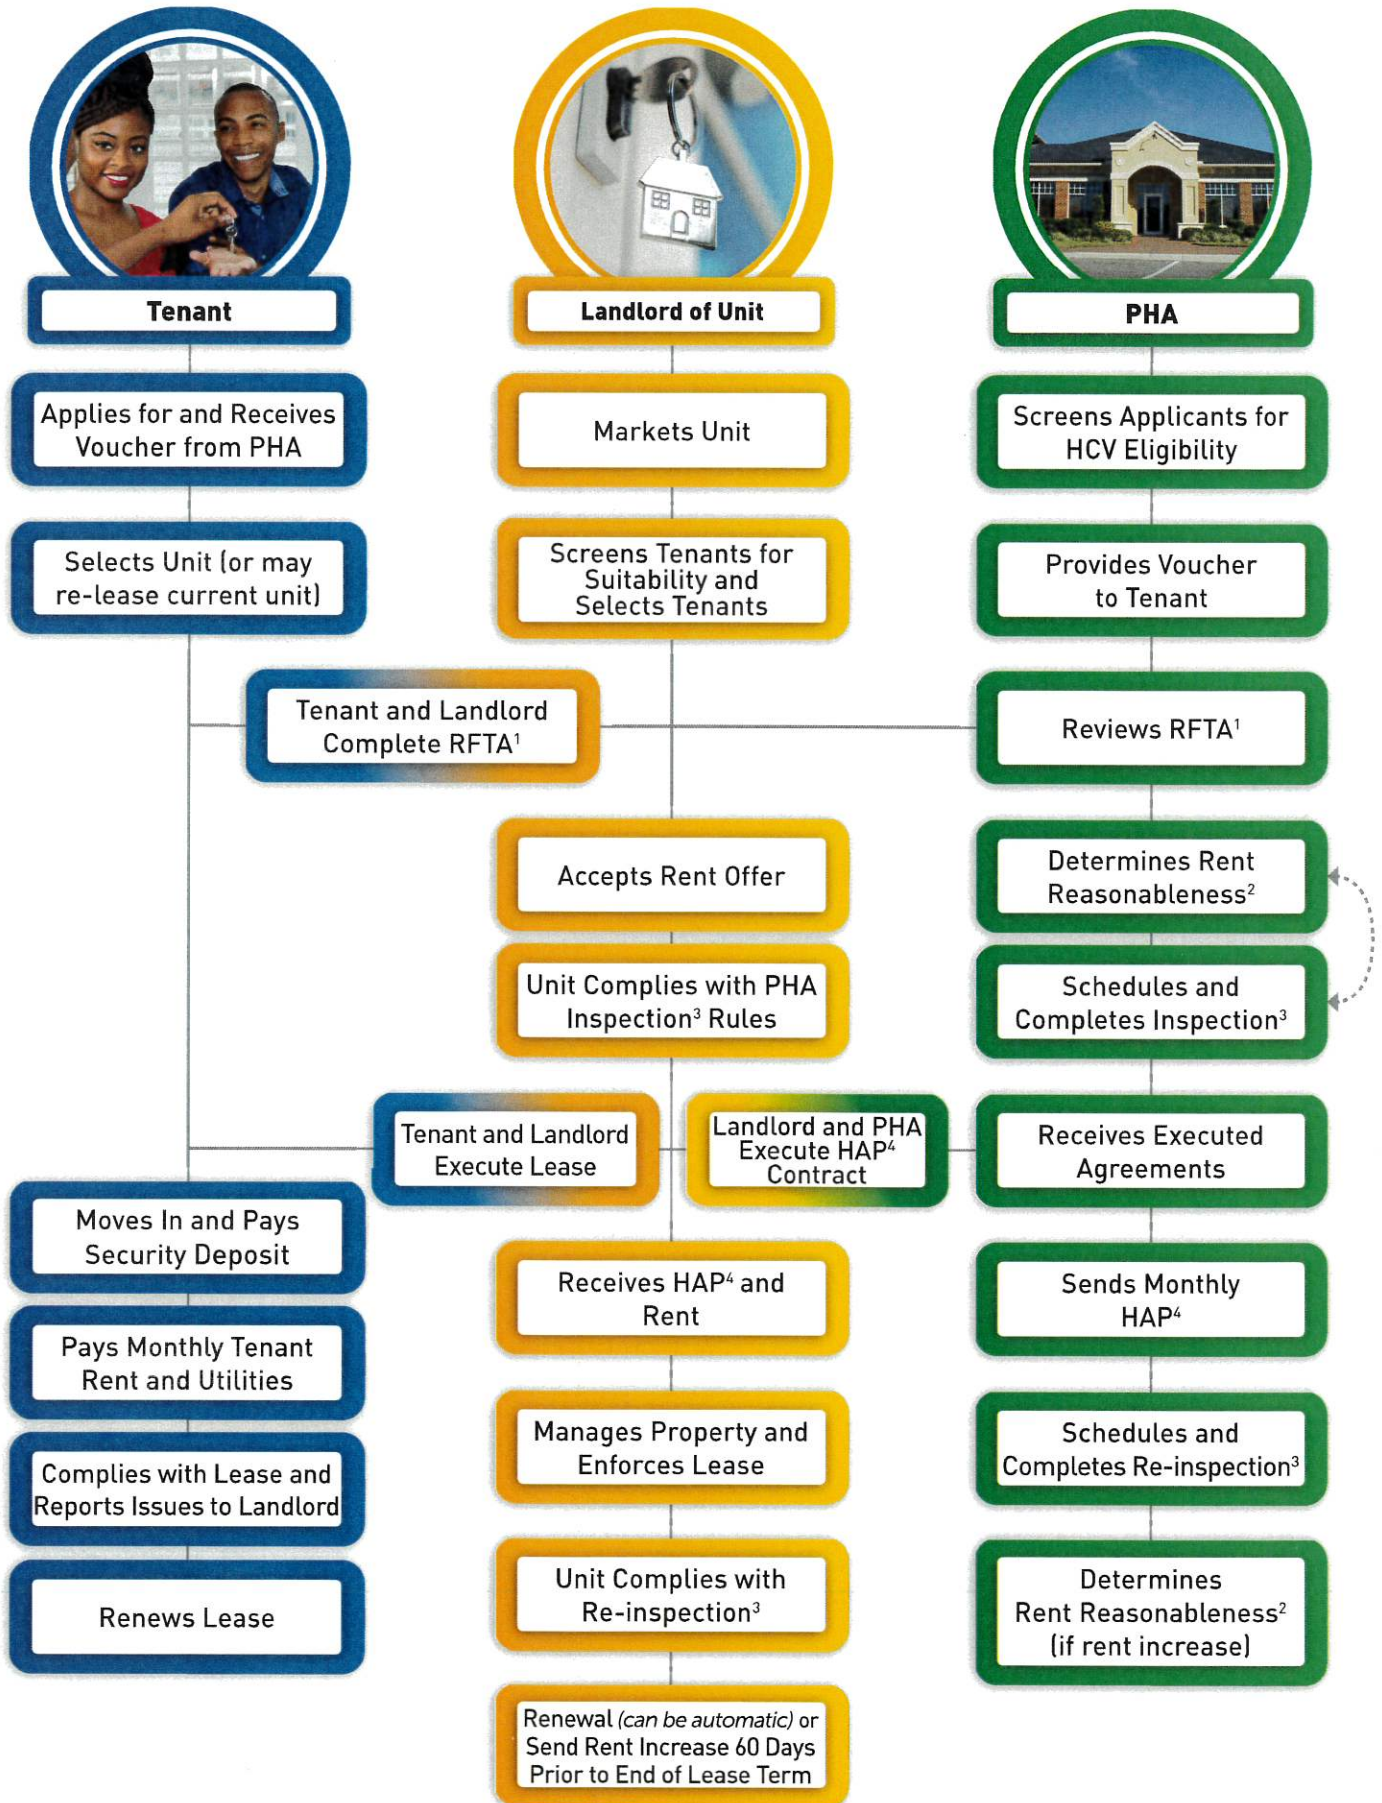 Tenant
Applies for and Receives
Voucher from PHA
Selects Unit (or may
re-lease current unit)
Landlord of Unit
Markets Unit
Screens Tenants for
Suitability and
Selects Tenants
PHA
Screens Applicants for
HCV Eligibility
Provides Voucher
to Tenant
Tenant and Landlord
Complete RFTA¹
Reviews RFTA¹
Accepts Rent Offer
Unit Complies with PHA
Inspection³ Rules
Determines Rent
Reasonableness²
Schedules and
Completes Inspection³
Tenant and Landlord
Execute Lease
Landlord and PHA
Execute HAP⁴
Contract
Receives Executed
Agreements
Moves In and Pays
Security Deposit
Pays Monthly Tenant
Rent and Utilities
Complies with Lease and
Reports Issues to Landlord
Renews Lease
Receives HAP⁴ and
Rent
Manages Property and
Enforces Lease
Unit Complies with
Re-inspection³
Renewal (can be automatic) or
Send Rent Increase 60 Days
Prior to End of Lease Term
Sends Monthly
HAP⁴
Schedules and
Completes Re-inspection³
Determines
Rent Reasonableness²
(if rent increase)